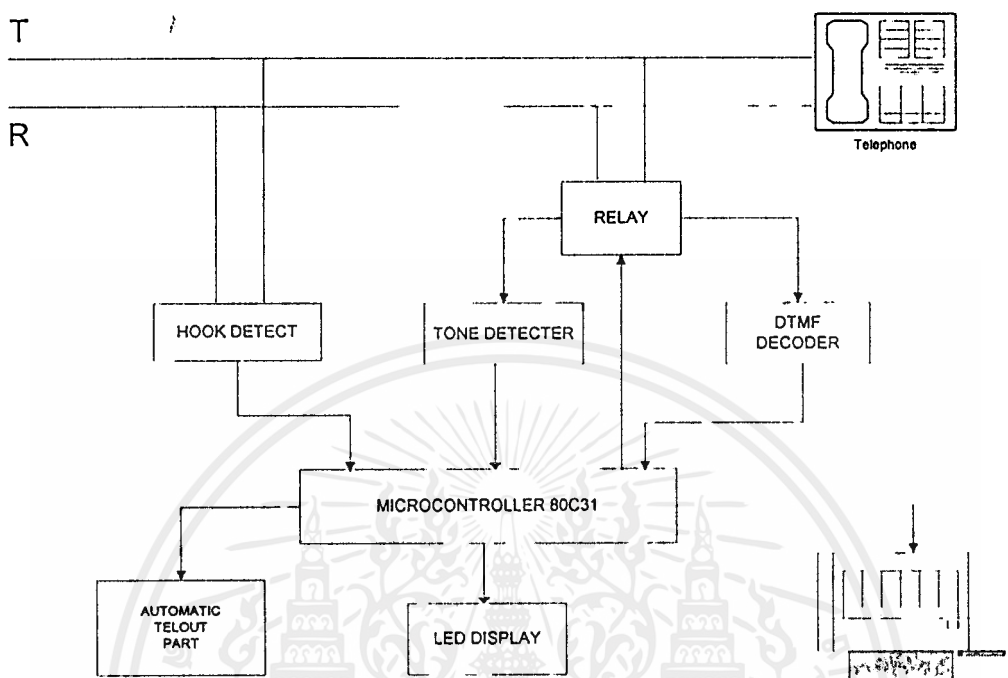 T
R
Telephone
RELAY
HOOK DETECT
TONE DETECTER
DTMF
DECODER
MICROCONTROLLER 80C31
AUTOMATIC
TELOUT
PART
LED DISPLAY